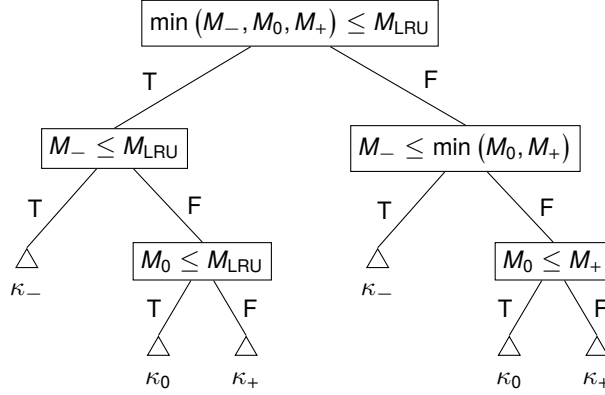 min (M₋, M₀, M₊) ≤ M_LRU
T F
M₋ ≤ M_LRU M₋ ≤ min (M₀, M₊)
T F T F
κ₋ M₀ ≤ M_LRU κ₋ M₀ ≤ M₊
T F T F
κ₀ κ₊ κ₀ κ₊